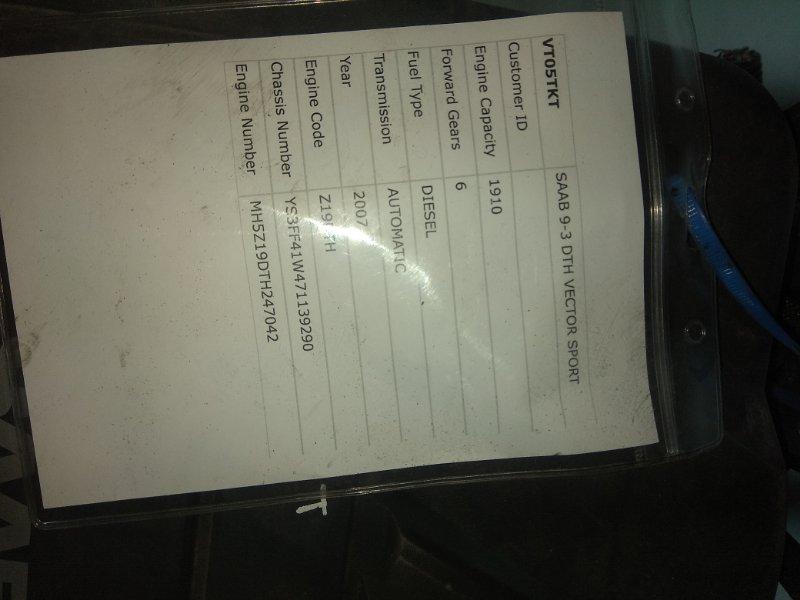 VT05TKT SAAB 9-3 DTH VECTOR SPORT
Customer ID
Engine Capacity 1910
Forward Gears 6
Fuel Type DIESEL
Transmission AUTOMATIC
Year 2007
Engine Code Z19DTH
Chassis Number YS3FF41W471139290
Engine Number MH5Z19DTH247042